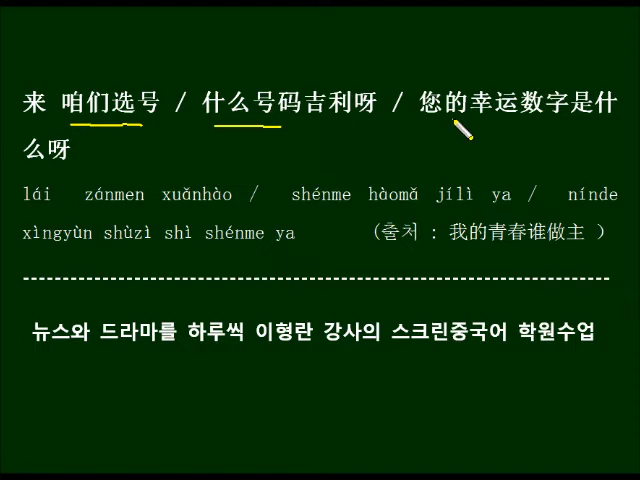 来 咱们选号 / 什么号码吉利呀 / 您的幸运数字是什
么呀
lái zánmen xuǎnhào / shénme hàomǎ jílì ya / nínde
xìngyùn shùzì shì shénme ya (출처 : 我的青春谁做主 )
뉴스와 드라마를 하루씩 이형란 강사의 스크린중국어 학원수업